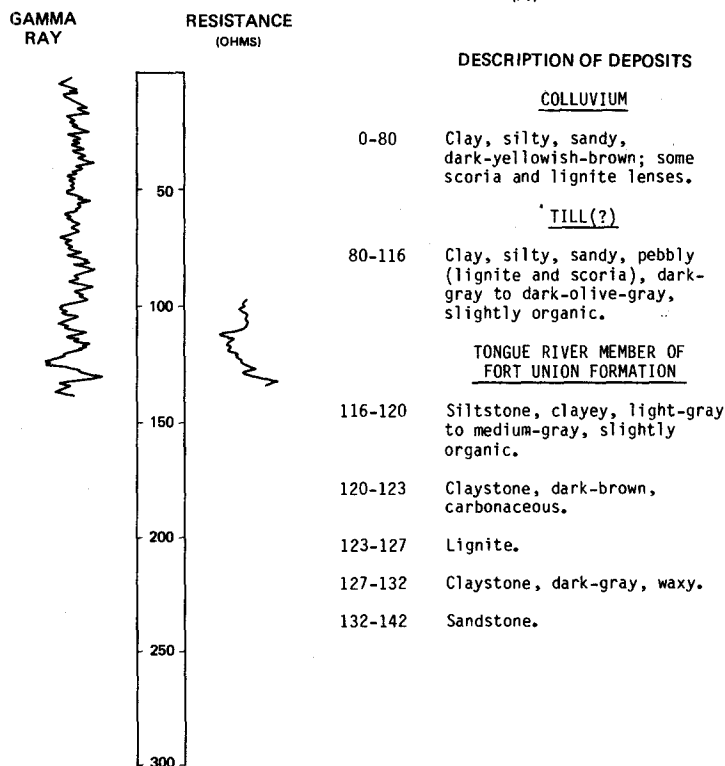 GAMMA RAY
RESISTANCE
(OHMS)
50
100
150
200
250
300
DESCRIPTION OF DEPOSITS
COLLUVIUM
0-80 Clay, silty, sandy,
dark-yellowish-brown; some
scoria and lignite lenses.
TILL(?)
80-116 Clay, silty, sandy, pebbly
(lignite and scoria), dark-
gray to dark-olive-gray,
slightly organic.
TONGUE RIVER MEMBER OF
FORT UNION FORMATION
116-120 Siltstone, clayey, light-gray
to medium-gray, slightly
organic.
120-123 Claystone, dark-brown,
carbonaceous.
123-127 Lignite.
127-132 Claystone, dark-gray, waxy.
132-142 Sandstone.